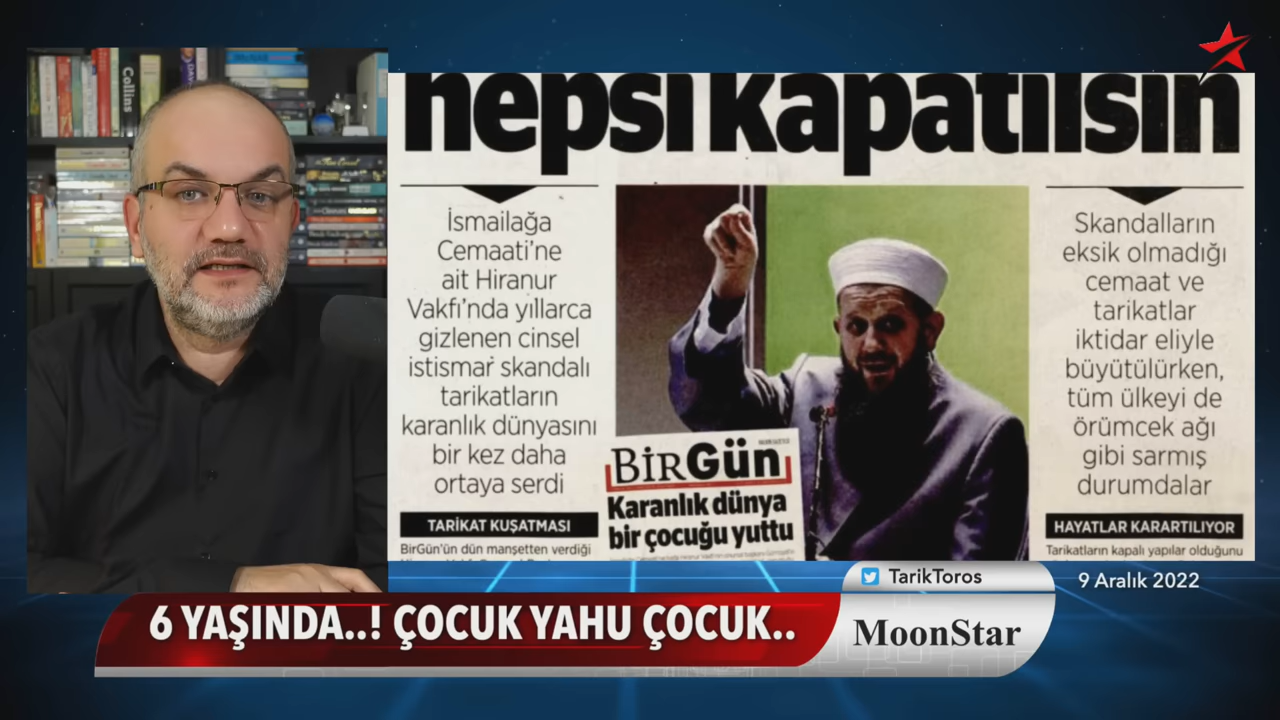 Collins
hepsi kapatılsın
İsmailağa
Cemaati’ne
ait Hiranur
Vakfı’nda yıllarca
gizlenen cinsel
istismar skandalı
tarikatların
karanlık dünyasını
bir kez daha
ortaya serdi
TARİKAT KUŞATMASI
BirGün’ün dün manşetten verdiği
BİRGün
Karanlık dünya
bir çocuğu yuttu
Skandalların
eksik olmadığı
cemaat ve
tarikatlar
iktidar eliyle
büyütülürken,
tüm ülkeyi de
örümcek ağı
gibi sarmış
durumdalar
HAYATLAR KARARTILIYOR
Tarikatların kapalı yapılar olduğunu
TarikToros
9 Aralık 2022
6 YAŞINDA..! ÇOCUK YAHU ÇOCUK..
MoonStar